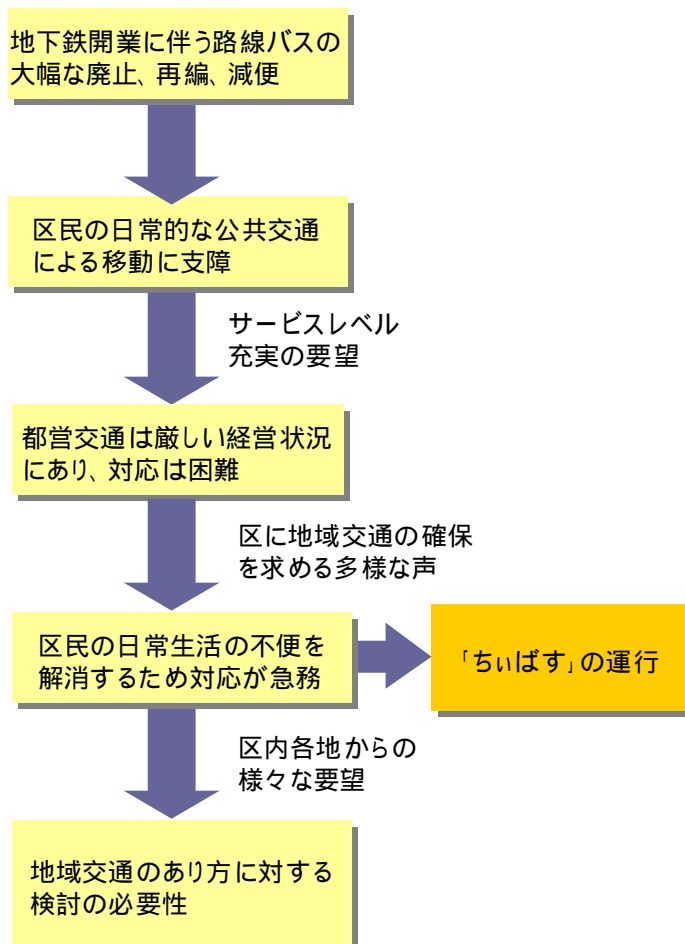 地下鉄開業に伴う路線バスの
大幅な廃止、再編、減便
区民の日常的な公共交通
による移動に支障
サービスレベル
充実の要望
都営交通は厳しい経営状況
にあり、対応は困難
区に地域交通の確保
を求める多様な声
区民の日常生活の不便を
解消するため対応が急務
「ちぃばす」の運行
区内各地からの
様々な要望
地域交通のあり方に対する
検討の必要性